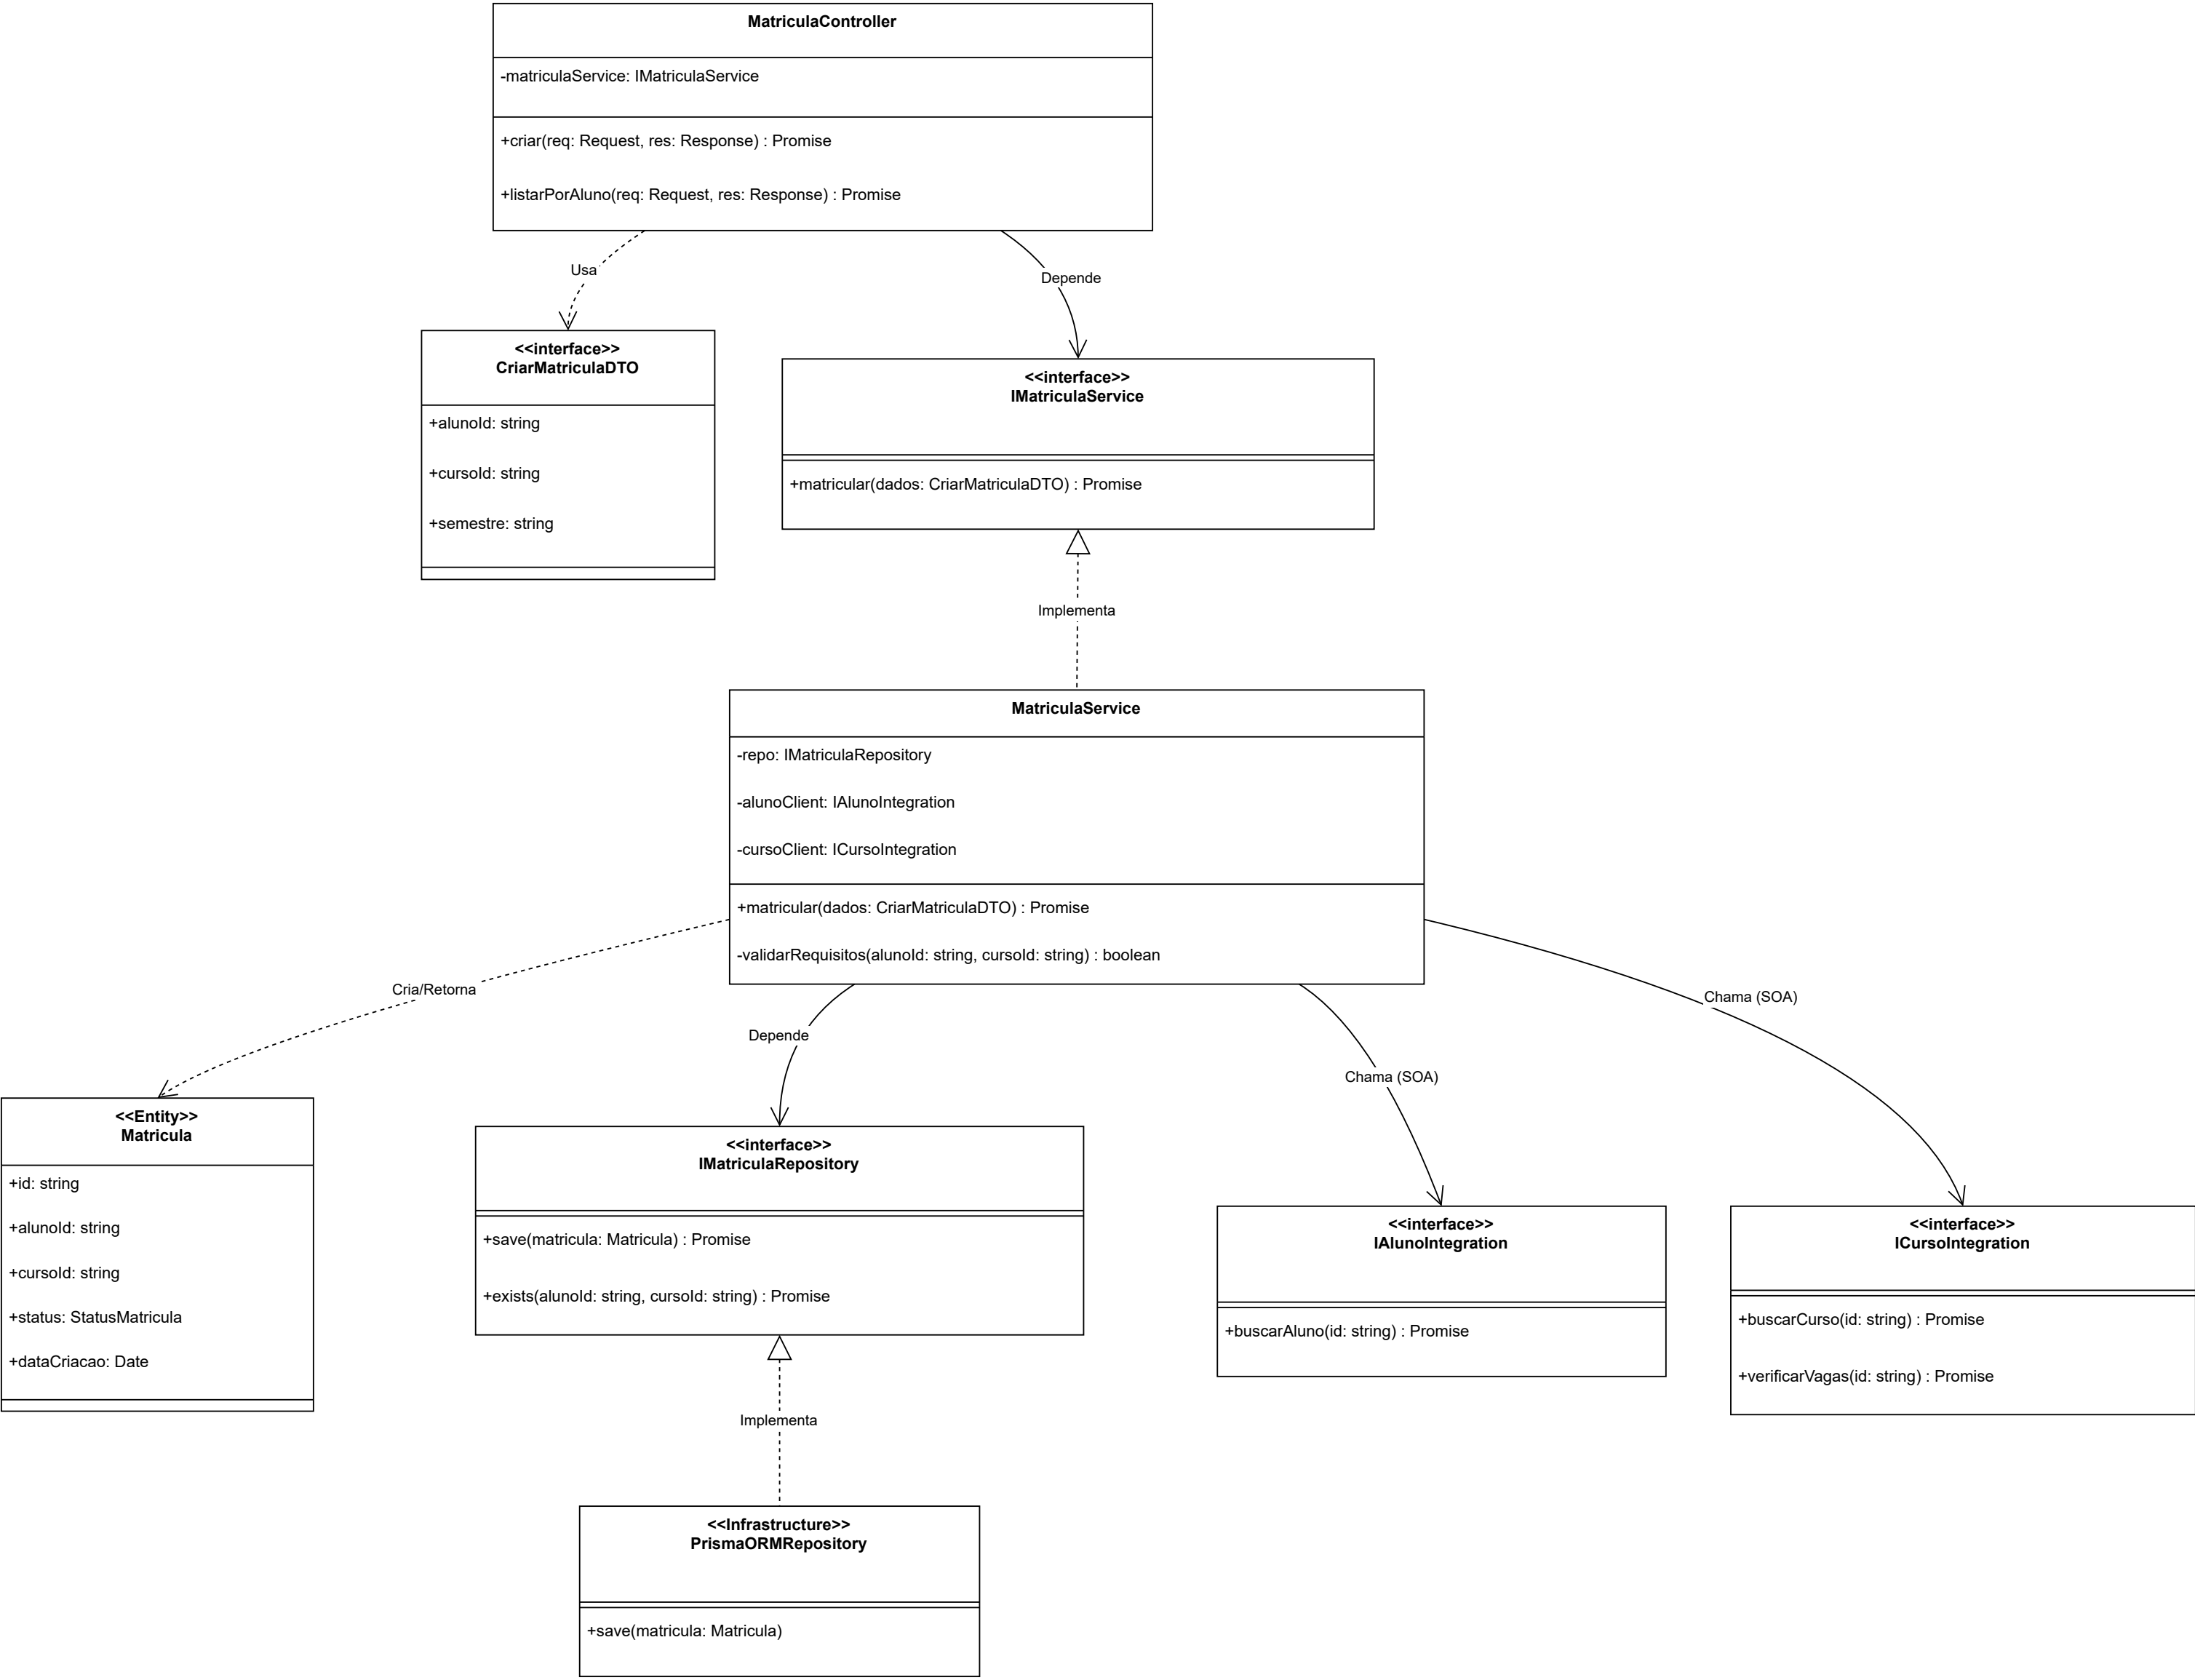 MatriculaController
-matriculaService: IMatriculaService
+criar(req: Request, res: Response) : Promise
+listarPorAluno(req: Request, res: Response) : Promise
Usa
Depende
<<interface>>
CriarMatriculaDTO
+alunoId: string
+cursoId: string
+semestre: string
<<interface>>
IMatriculaService
+matricular(dados: CriarMatriculaDTO) : Promise
Implementa
MatriculaService
-repo: IMatriculaRepository
-alunoClient: IAlunoIntegration
-cursoClient: ICursoIntegration
+matricular(dados: CriarMatriculaDTO) : Promise
-validarRequisitos(alunoId: string, cursoId: string) : boolean
Cria/Retorna
Depende
Chama (SOA)
Chama (SOA)
<<Entity>>
Matricula
+id: string
+alunoId: string
+cursoId: string
+status: StatusMatricula
+dataCriacao: Date
<<interface>>
IMatriculaRepository
+save(matricula: Matricula) : Promise
+exists(alunoId: string, cursoId: string) : Promise
<<interface>>
IAlunoIntegration
+buscarAluno(id: string) : Promise
<<interface>>
ICursoIntegration
+buscarCurso(id: string) : Promise
+verificarVagas(id: string) : Promise
Implementa
<<Infrastructure>>
PrismaORMRepository
+save(matricula: Matricula)